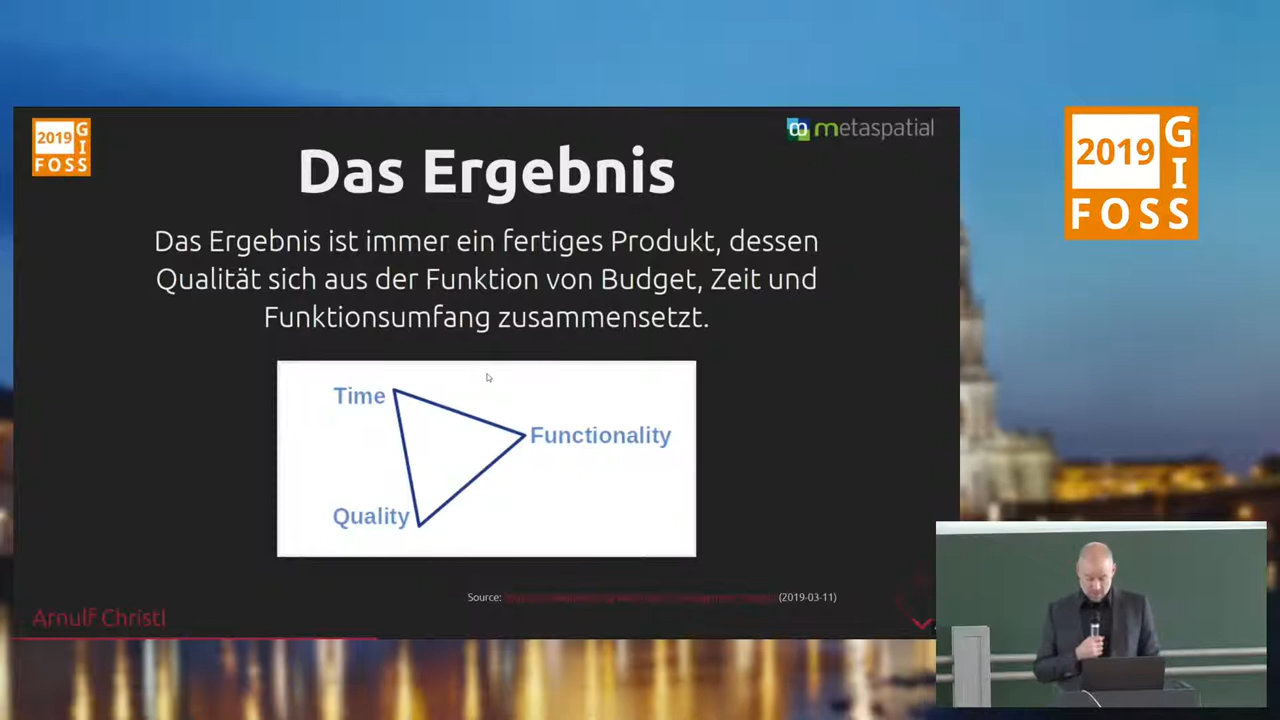 2019
G
I
FOSS
metaspatial
Das Ergebnis
Das Ergebnis ist immer ein fertiges Produkt, dessen
Qualität sich aus der Funktion von Budget, Zeit und
Funktionsumfang zusammensetzt.
Time
Functionality
Quality
Source:
(2019-03-11)
Arnulf Christl
2019
G
I
FOSS